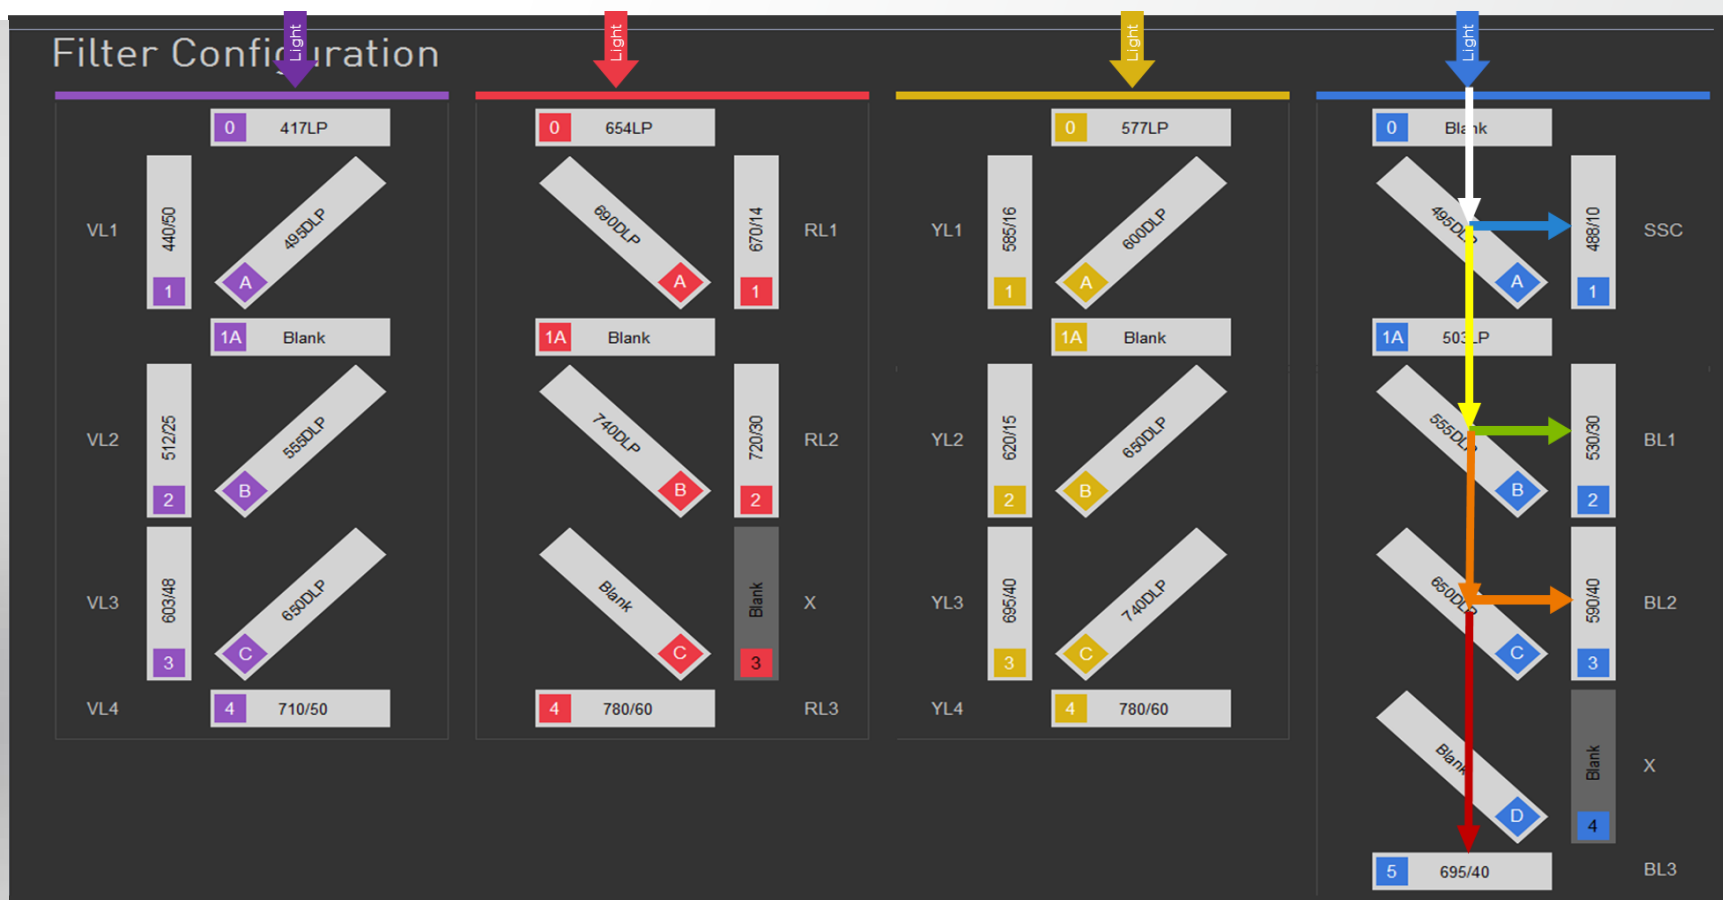 Light
Light
Light
Light
Filter Configuration
0 417LP
0 654LP
0 577LP
0 Blank
VL1
440/50
1
495DLP
A
690DLP
A
670/14
1
RL1
YL1
585/16
1
600DLP
A
495DLP
A
488/10
1
SSC
1A Blank
1A Blank
1A Blank
1A 503LP
VL2
512/25
2
555DLP
B
740DLP
B
720/30
2
RL2
YL2
620/15
2
650DLP
B
555DLP
B
530/30
2
BL1
VL3
603/48
3
650DLP
C
Blank
C
Blank
3
X
YL3
695/40
3
740DLP
C
650DLP
C
590/40
3
BL2
VL4
4 710/50
4 780/60
RL3
YL4
4 780/60
Blank
D
Blank
4
X
5 695/40
BL3